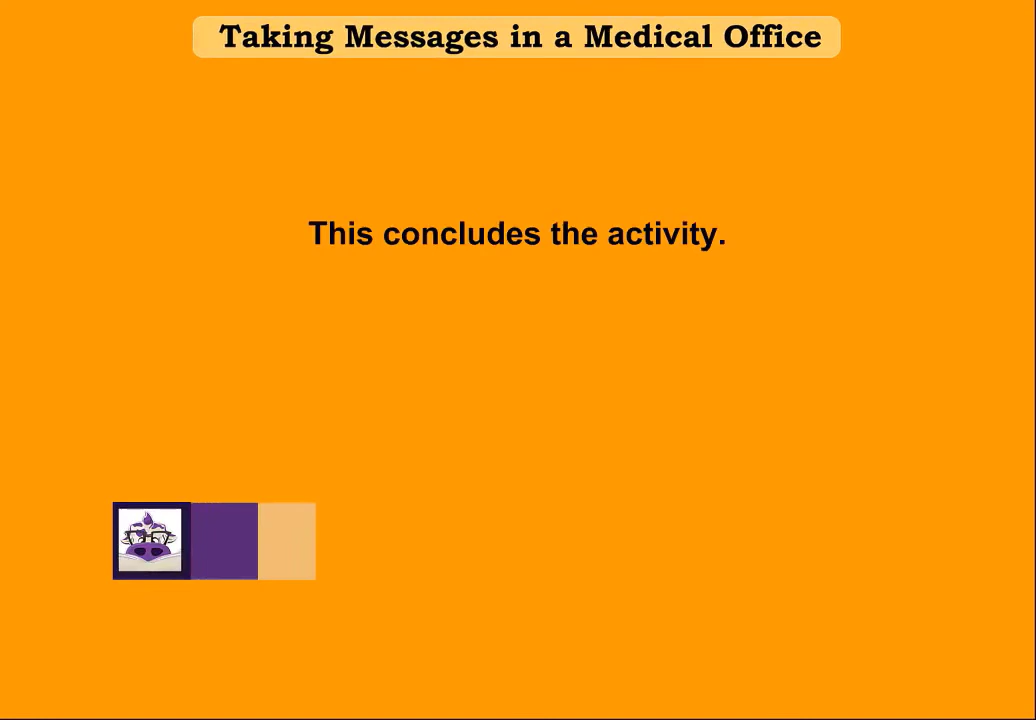 Taking Messages in a Medical Office
This concludes the activity.